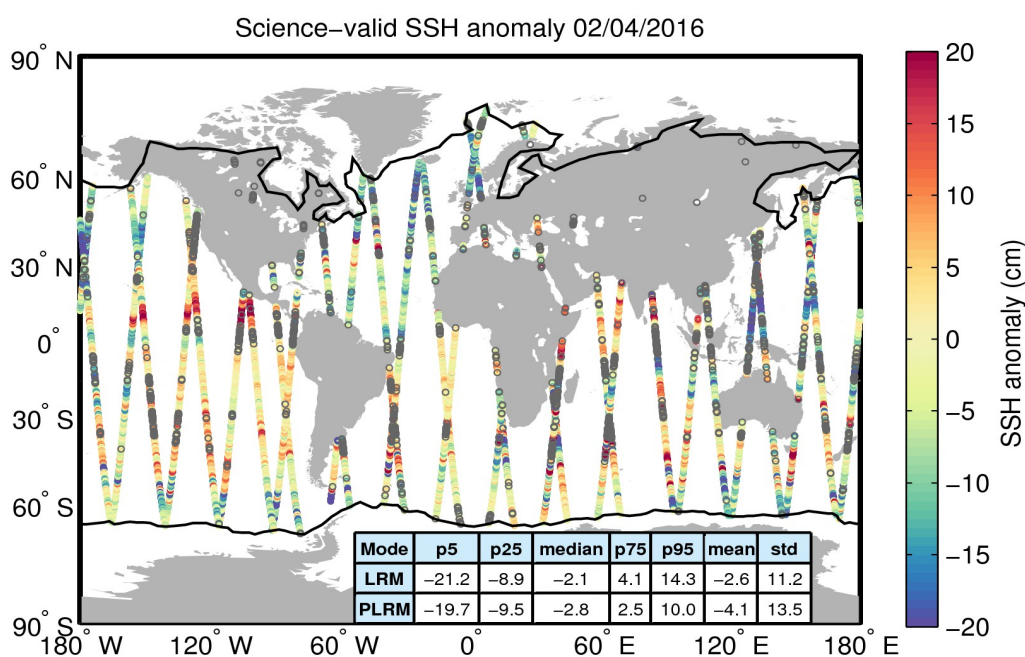 Science−valid SSH anomaly 02/04/2016
90° N
60° N
30° N
0°
30° S
60° S
90° S
180° W
120° W
60° W
0°
60° E
120° E
180° E
20
15
10
5
0
−5
−10
−15
−20
SSH anomaly (cm)
Mode p5 p25 median p75 p95 mean std
LRM −21.2 −8.9 −2.1 4.1 14.3 −2.6 11.2
PLRM −19.7 −9.5 −2.8 2.5 10.0 −4.1 13.5